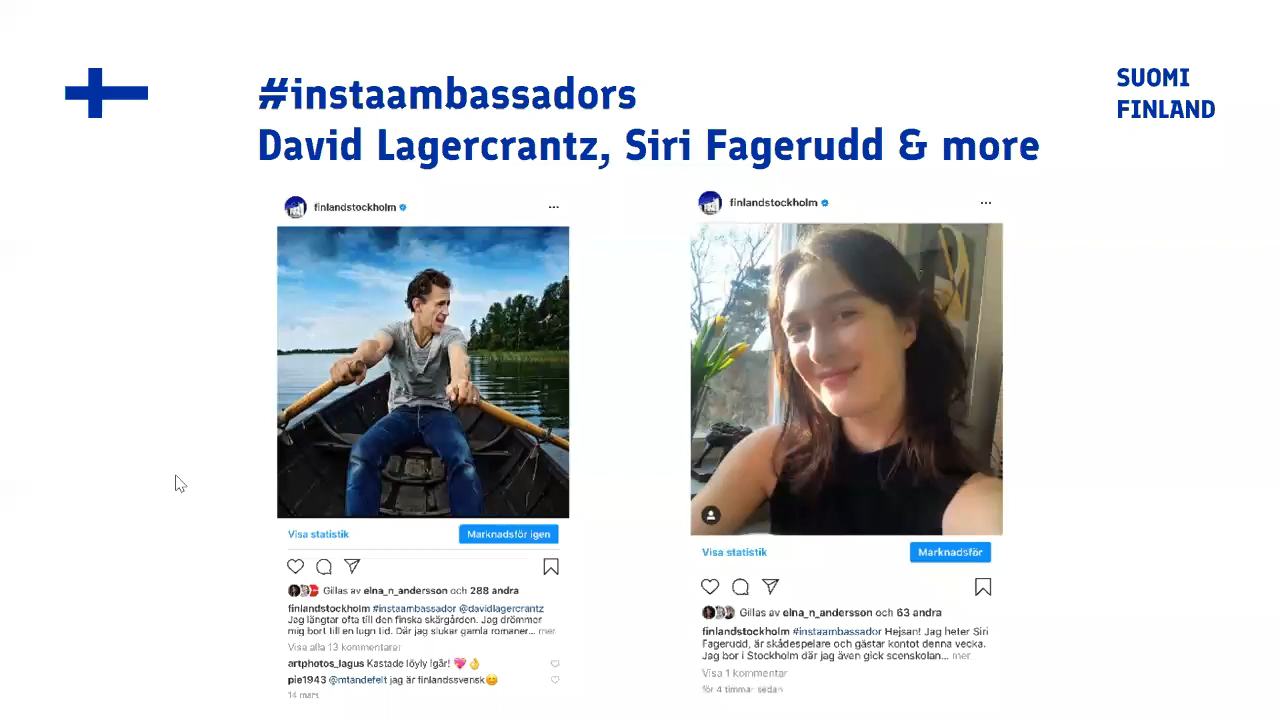 #instaambassadors
David Lagercrantz, Siri Fagerudd & more
SUOMI
FINLAND
finlandstockholm
Visa statistik
Marknadsför igen
Gillas av elna_n_andersson och 288 andra
finlandstockholm #instaambassador @davidlagercrantz
Jag längtar ofta till den finska skärgården. Jag drömmer
mig bort till en lugn tid. Där jag slukar gamla romaner... mer
Visa alla 13 kommentarer
artphotos_lagus Kastade löyly igår! 💖👌
pie1943 @mtandefelt jag är finlandssvensk😊
14 mars
finlandstockholm
Visa statistik
Marknadsför
Gillas av elna_n_andersson och 63 andra
finlandstockholm #instaambassador Hejsan! Jag heter Siri
Fagerudd, är skådespelare och gästar kontot denna vecka.
Jag bor i Stockholm där jag även gick scenskolan... mer
Visa 1 kommentar
för 4 timmar sedan